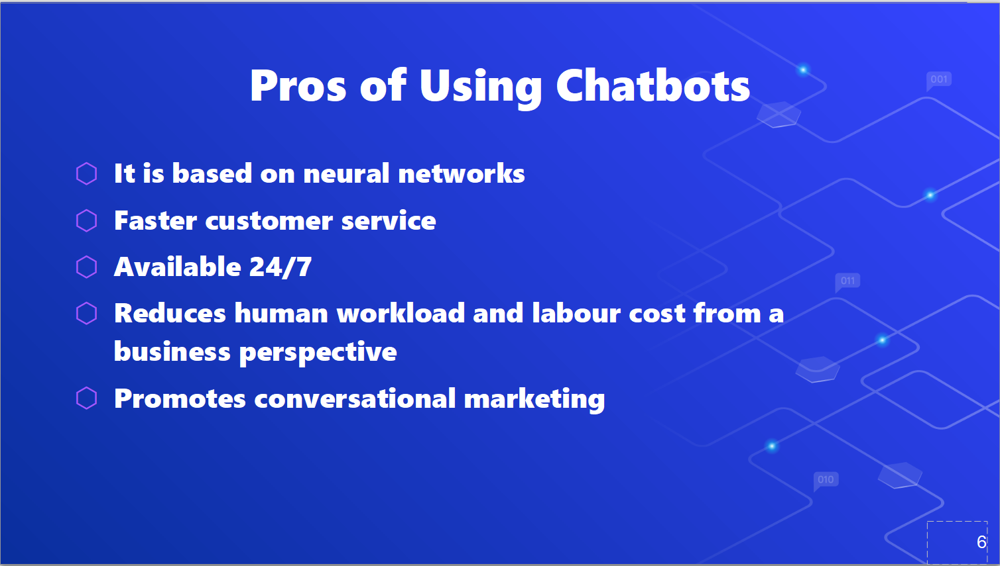 Pros of Using Chatbots
001
It is based on neural networks
Faster customer service
Available 24/7
011
Reduces human workload and labour cost from a
business perspective
Promotes conversational marketing
010
6